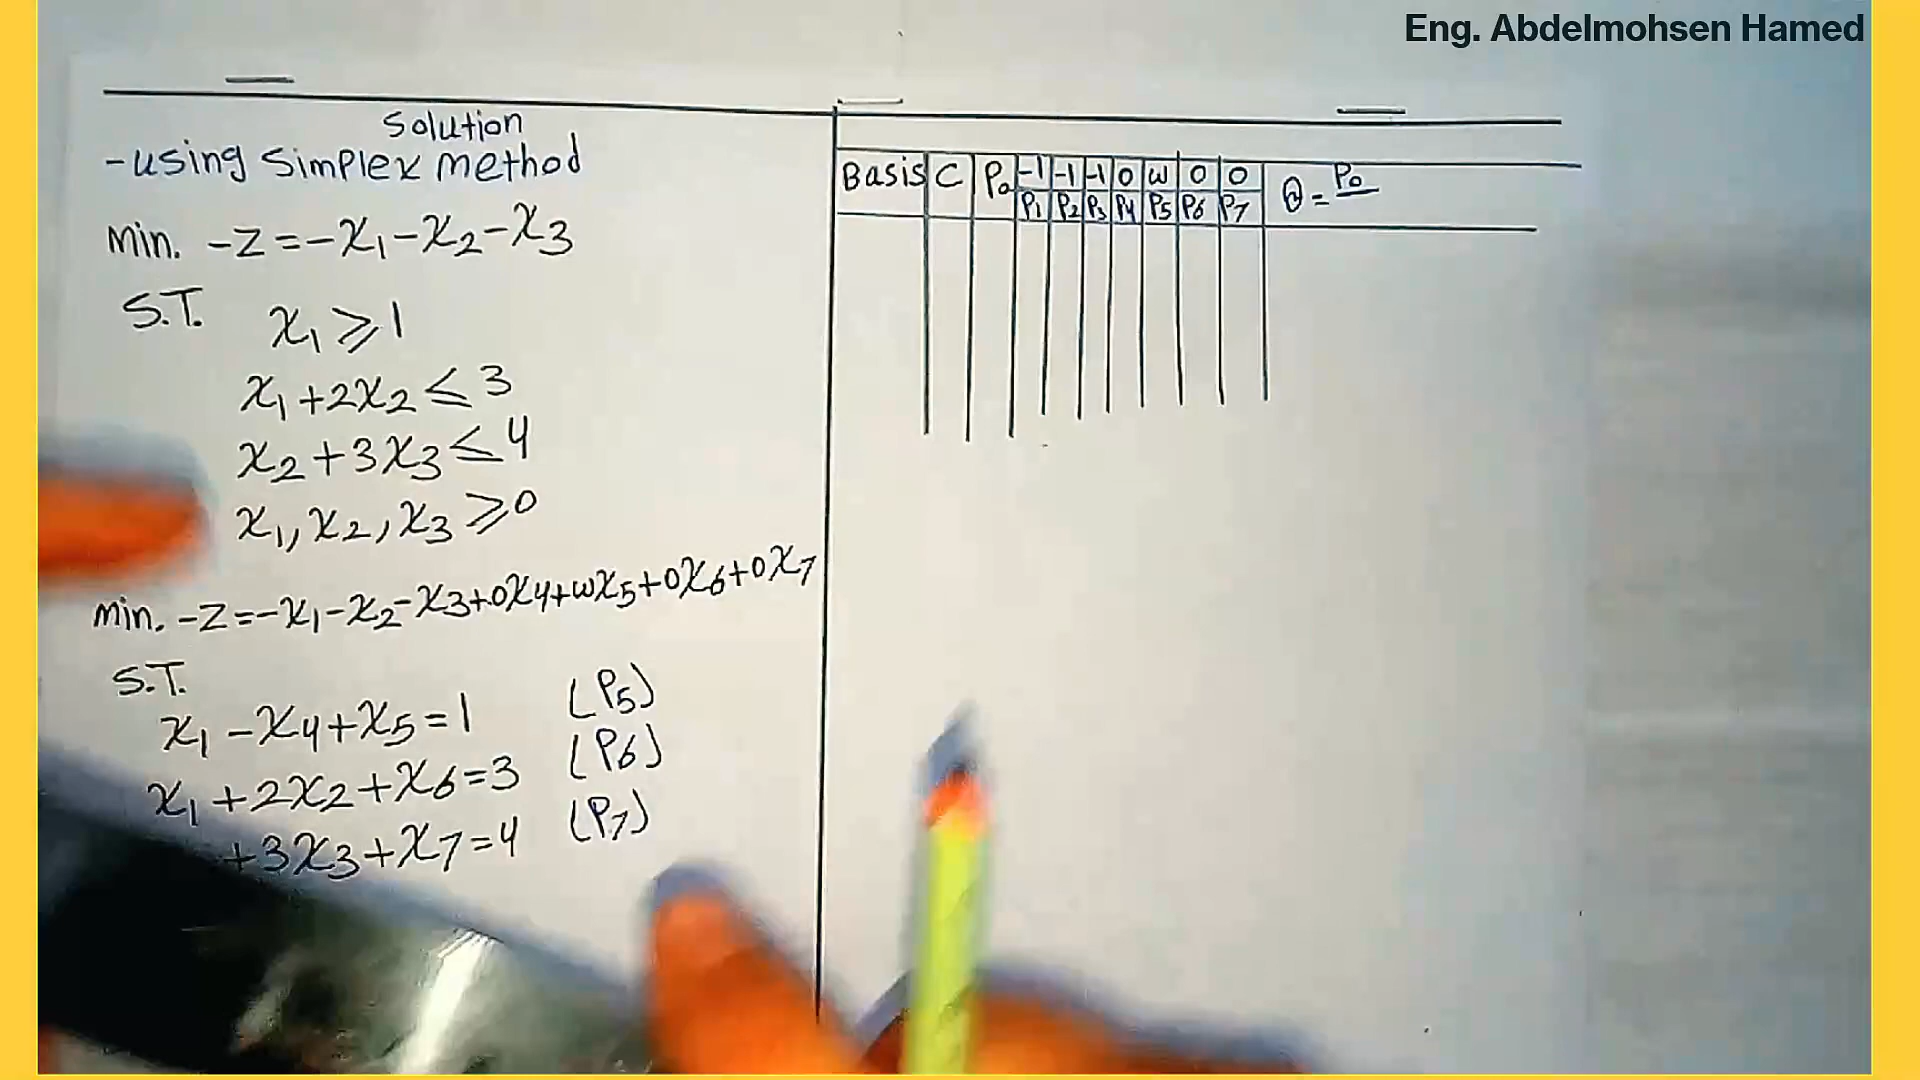 Eng. Abdelmohsen Hamed
Solution
-using Simplex method
min. -Z=-x₁-x₂-x₃
S.T.
x₁⩾1
x₁+2x₂≤3
x₂+3x₃≤4
x₁,x₂,x₃⩾0
min. -Z=-x₁-x₂-x₃+0x₄+wx₅+0x₆+0x₇
S.T.
x₁-x₄+x₅=1 (P₅)
x₁+2x₂+x₆=3 (P₆)
+3x₃+x₇=4 (P₇)
Basis C P₀ -1 -1 -1 0 w 0 0 θ=P₀/
P₁ P₂ P₃ P₄ P₅ P₆ P₇